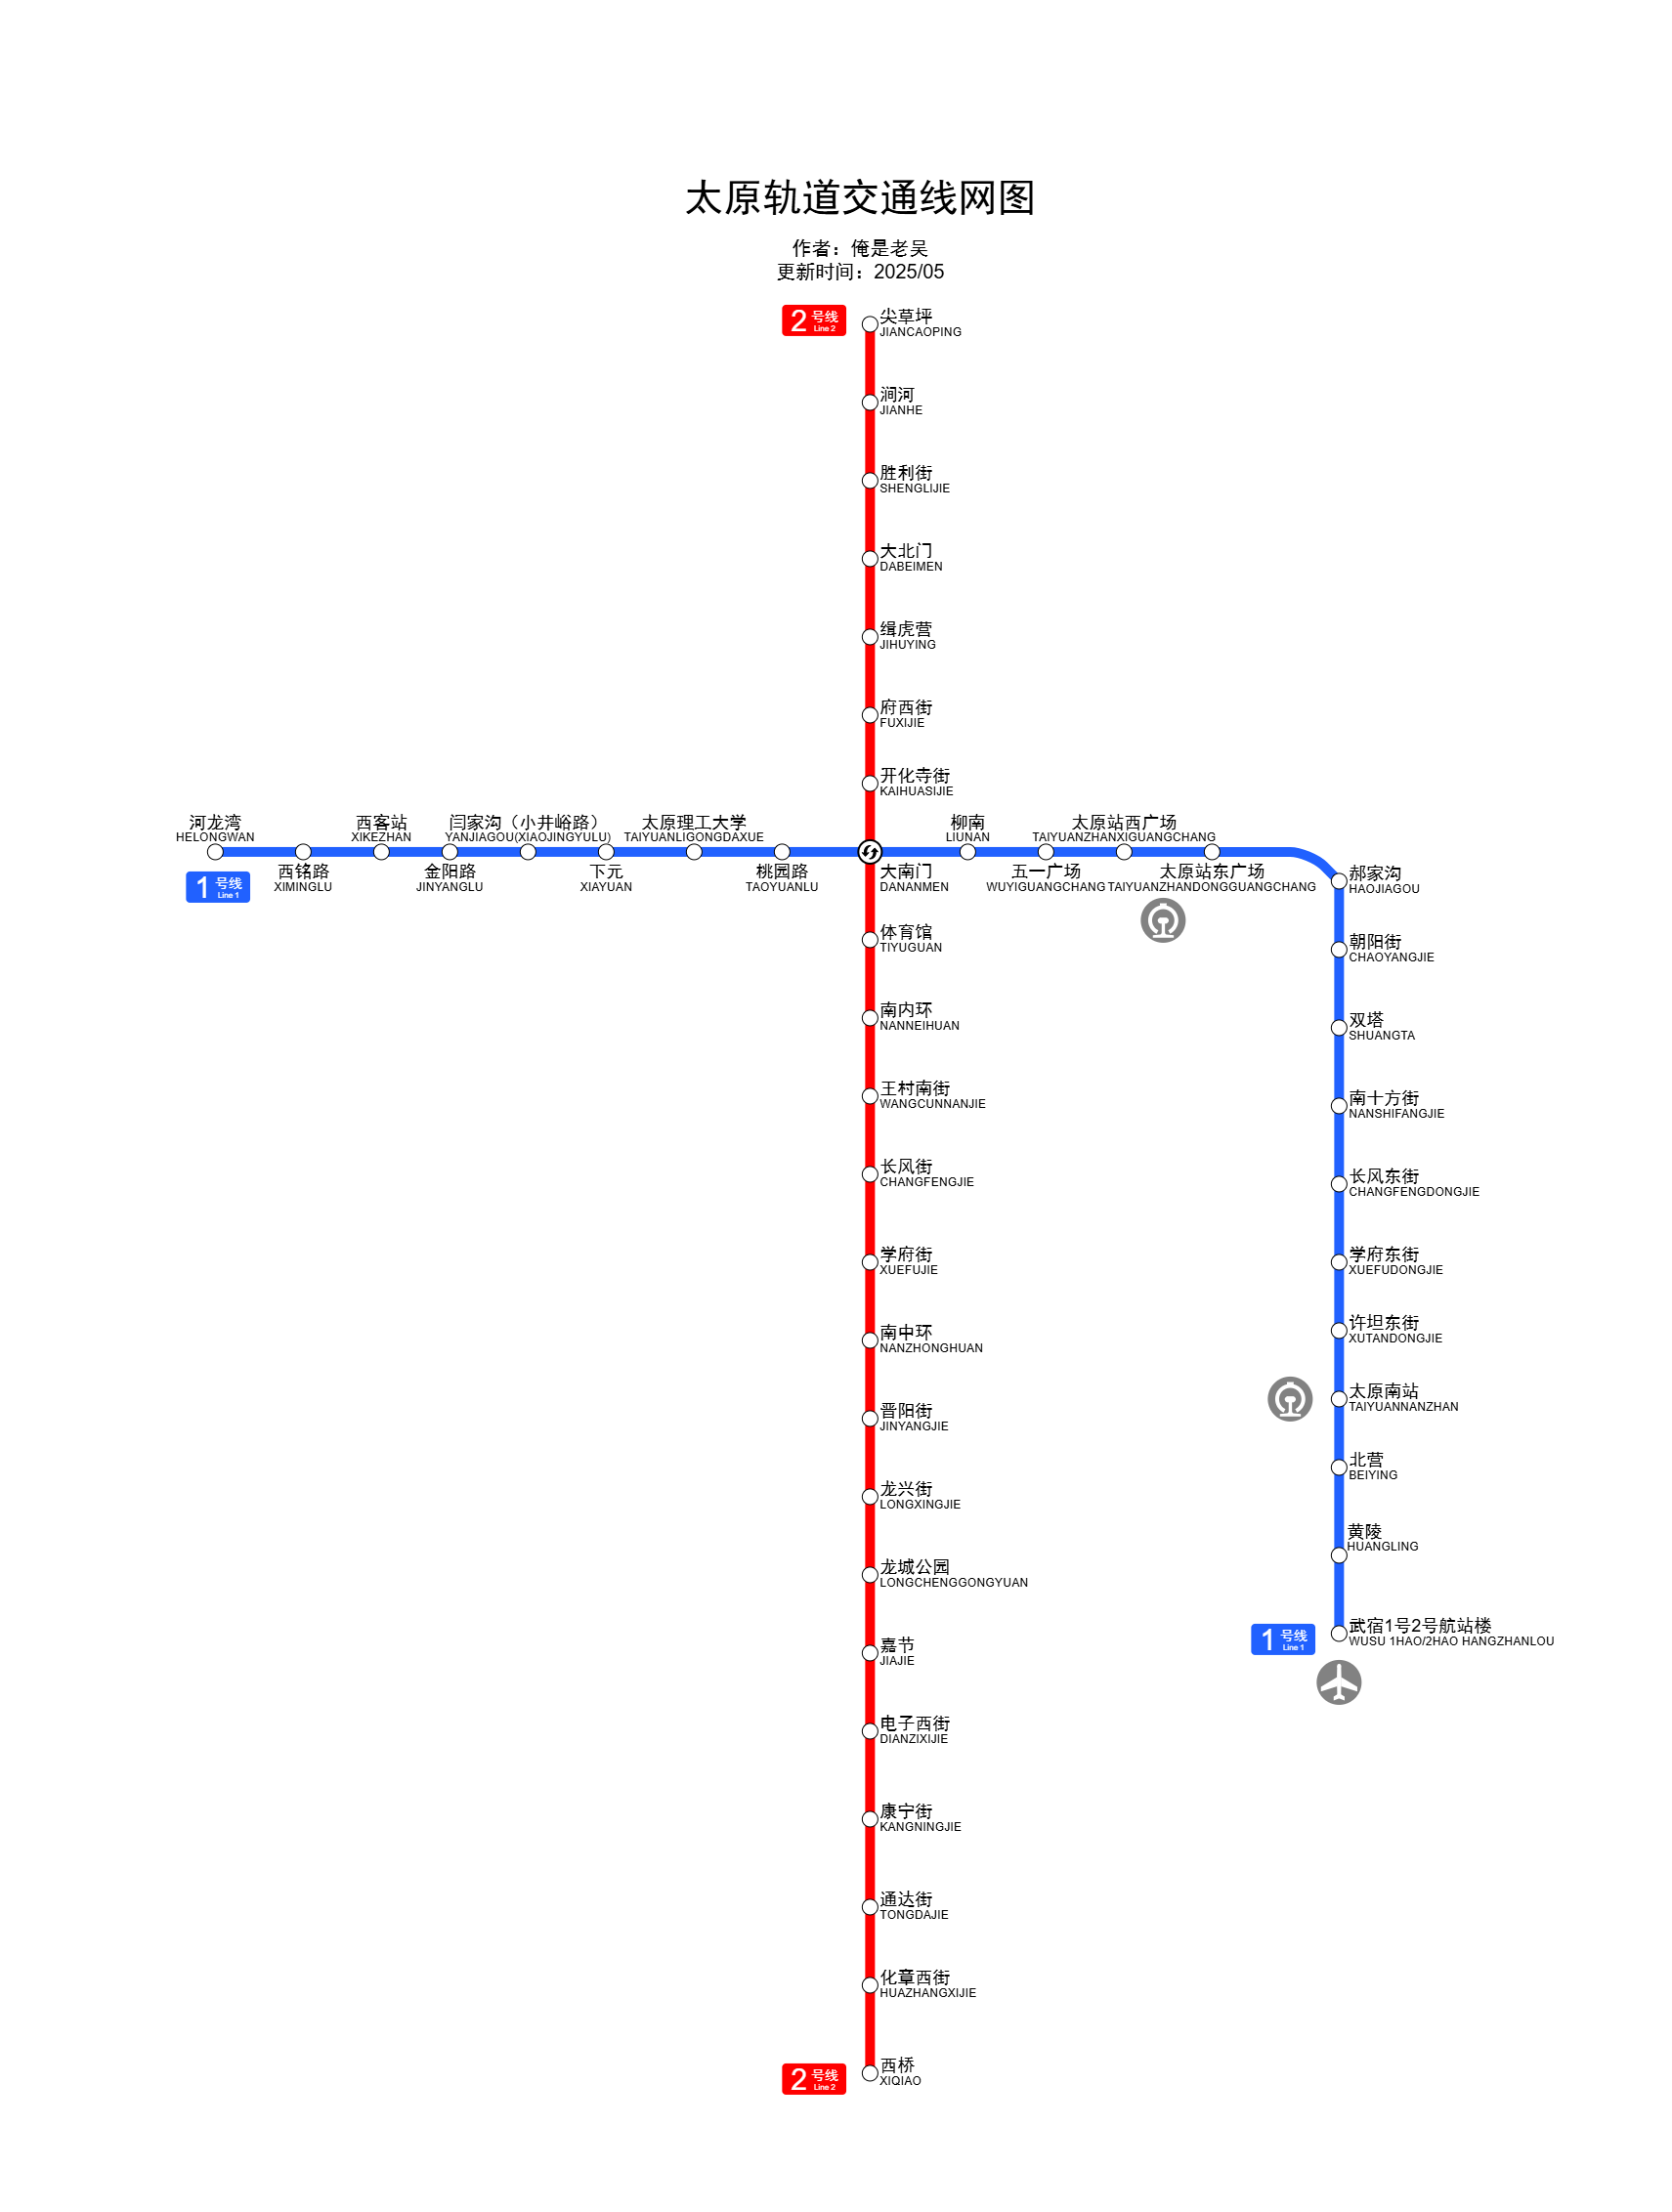 太原轨道交通线网图
作者：俺是老吴
更新时间：2025/05
2 号线
Line 2
尖草坪
JIANCAOPING
涧河
JIANHE
胜利街
SHENGLIJIE
大北门
DABEIMEN
缉虎营
JIHUYING
府西街
FUXIJIE
开化寺街
KAIHUASIJIE
河龙湾
HELONGWAN
西客站
XIKEZHAN
闫家沟（小井峪路）
YANJIAGOU(XIAOJINGYULU)
太原理工大学
TAIYUANLIGONGDAXUE
柳南
LIUNAN
太原站西广场
TAIYUANZHANXIGUANGCHANG
1 号线
Line 1
西铭路
XIMINGLU
金阳路
JINYANGLU
下元
XIAYUAN
桃园路
TAOYUANLU
大南门
DANANMEN
五一广场
WUYIGUANGCHANG
太原站东广场
TAIYUANZHANDONGGUANGCHANG
郝家沟
HAOJIAGOU
体育馆
TIYUGUAN
朝阳街
CHAOYANGJIE
南内环
NANNEIHUAN
双塔
SHUANGTA
王村南街
WANGCUNNANJIE
南十方街
NANSHIFANGJIE
长风街
CHANGFENGJIE
长风东街
CHANGFENGDONGJIE
学府街
XUEFUJIE
学府东街
XUEFUDONGJIE
南中环
NANZHONGHUAN
许坦东街
XUTANDONGJIE
晋阳街
JINYANGJIE
太原南站
TAIYUANNANZHAN
龙兴街
LONGXINGJIE
北营
BEIYING
龙城公园
LONGCHENGGONGYUAN
黄陵
HUANGLING
嘉节
JIAJIE
1 号线
Line 1
武宿1号2号航站楼
WUSU 1HAO/2HAO HANGZHANLOU
电子西街
DIANZIXIJIE
康宁街
KANGNINGJIE
通达街
TONGDAJIE
化章西街
HUAZHANGXIJIE
2 号线
Line 2
西桥
XIQIAO